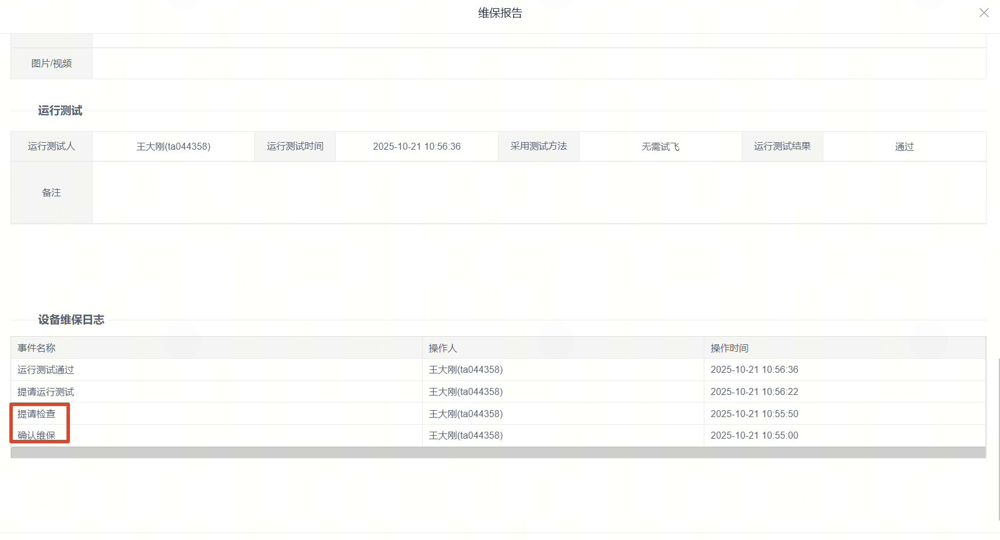 维保报告
图片/视频
运行测试
运行测试人 王大刚(ta044358) 运行测试时间 2025-10-21 10:56:36 采用测试方法 无需试飞 运行测试结果 通过
备注
设备维保日志
事件名称 操作人 操作时间
运行测试通过 王大刚(ta044358) 2025-10-21 10:56:36
提请运行测试 王大刚(ta044358) 2025-10-21 10:56:22
提请检查 王大刚(ta044358) 2025-10-21 10:55:50
确认维保 王大刚(ta044358) 2025-10-21 10:55:00